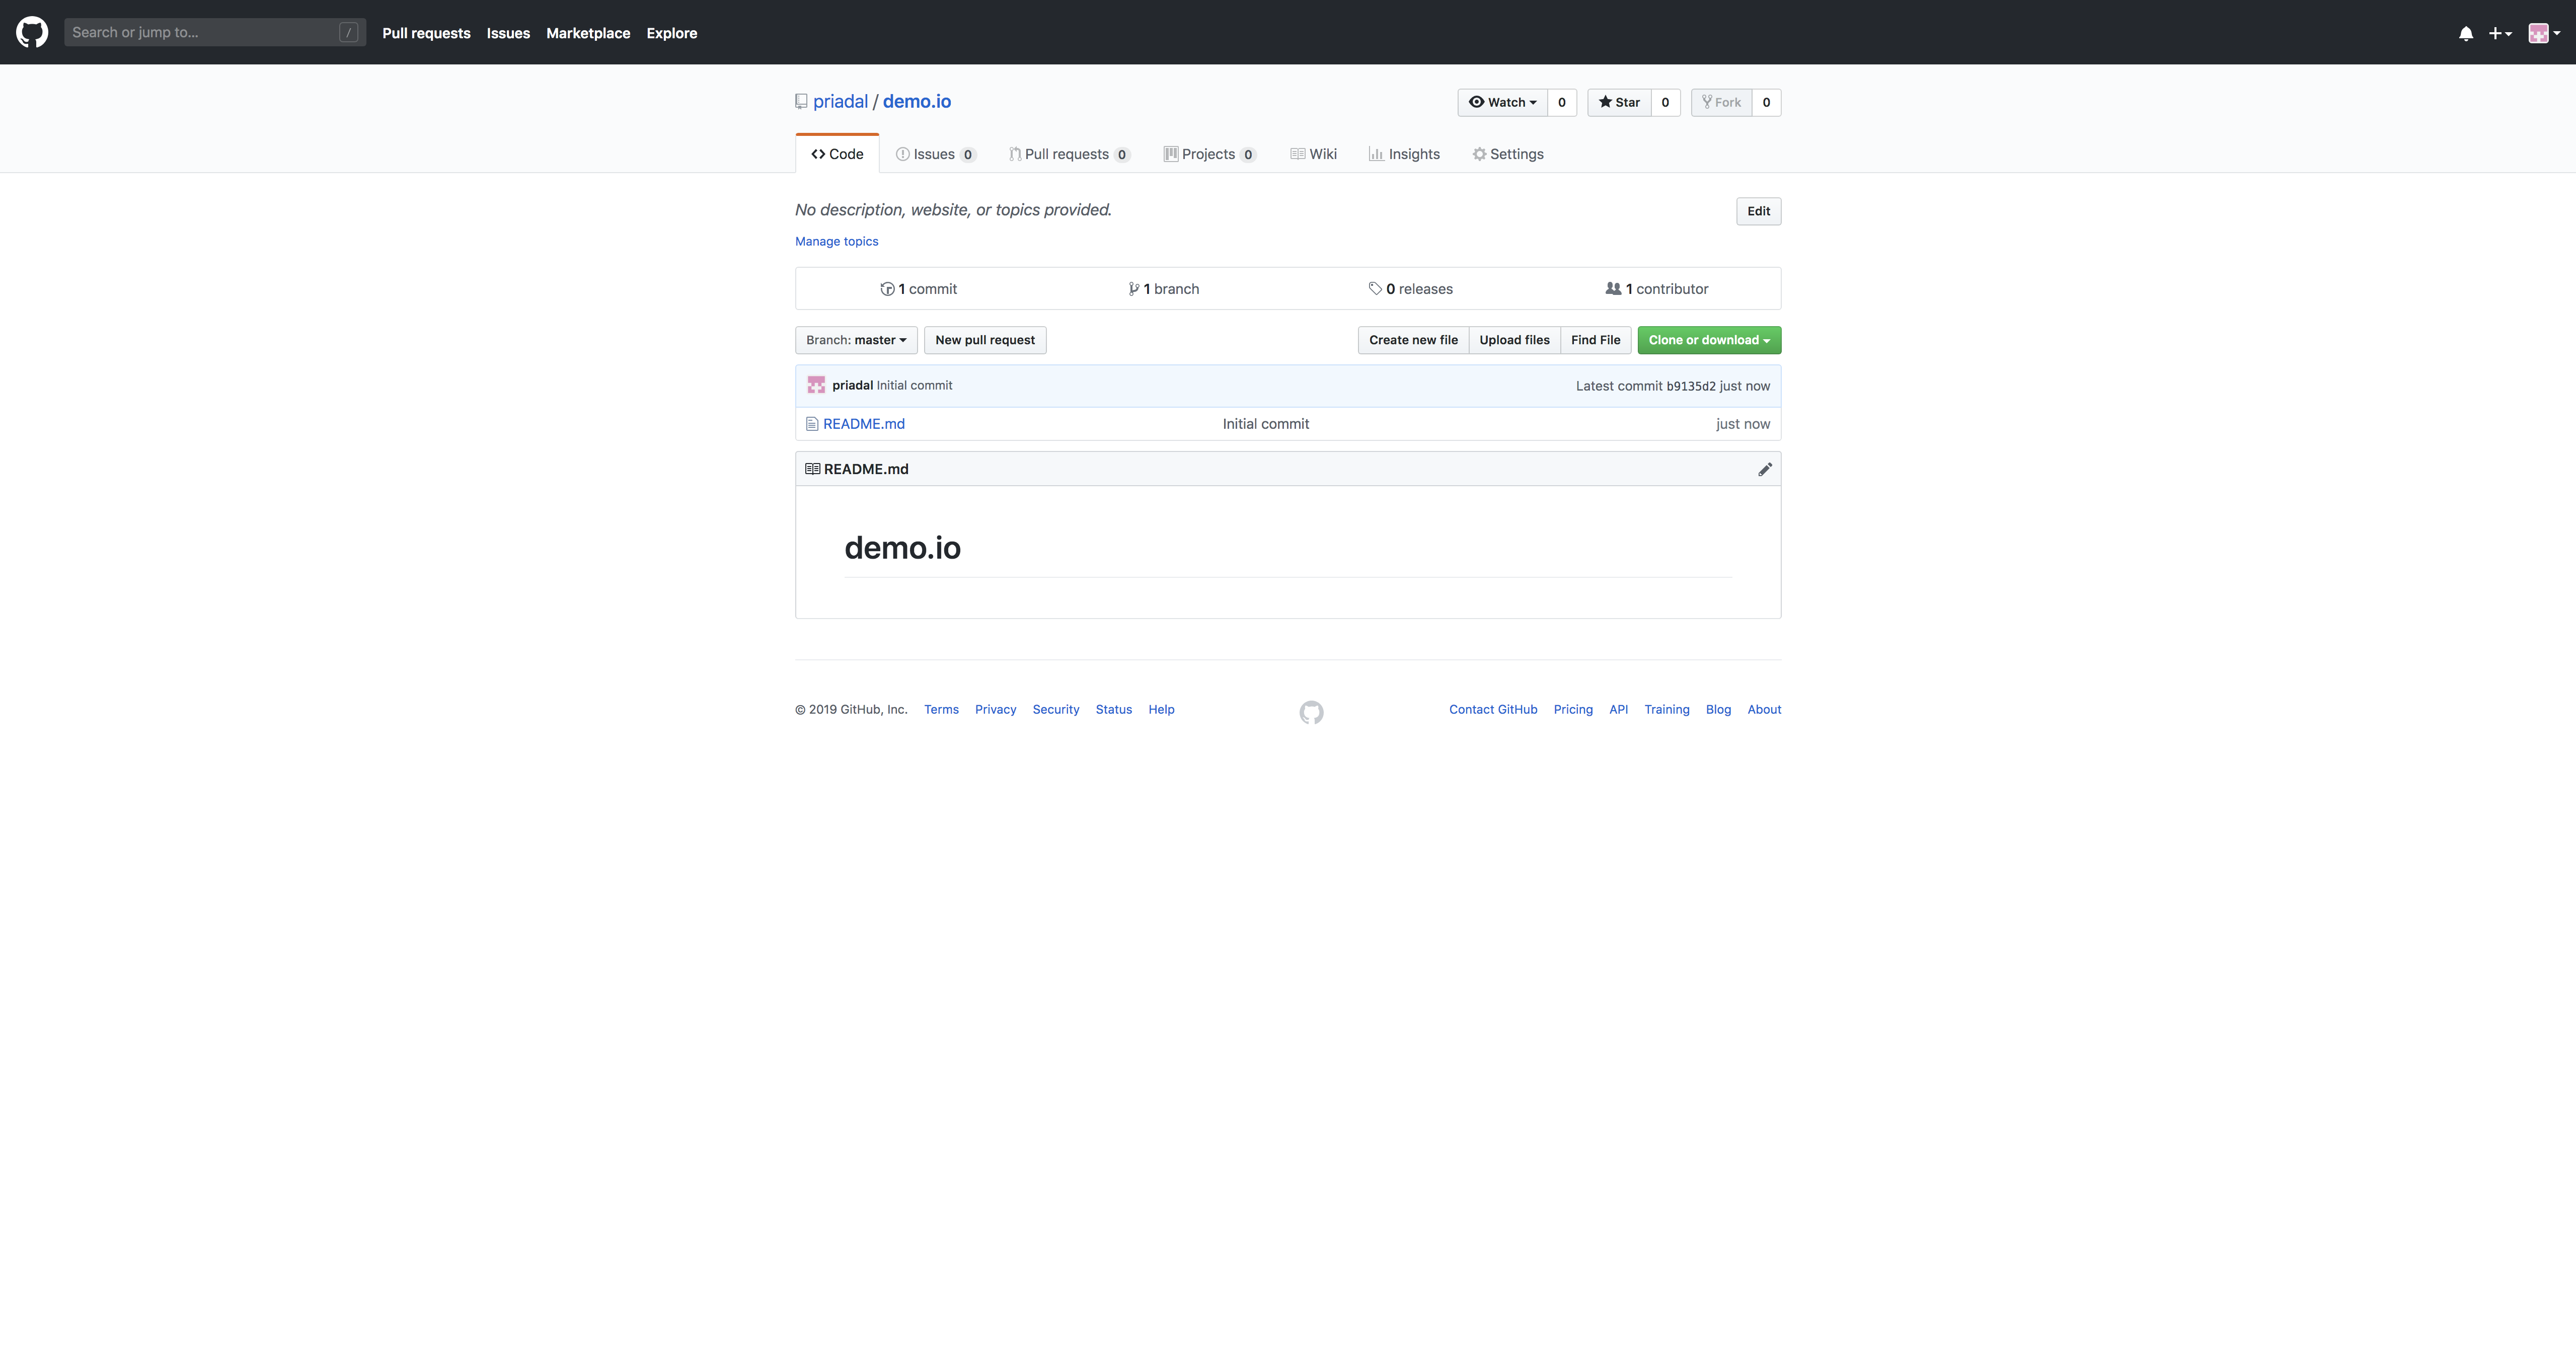 Search or jump to... /
Pull requests Issues Marketplace Explore
priadal / demo.io
Watch 0 Star 0 Fork 0
Code Issues 0 Pull requests 0 Projects 0 Wiki Insights Settings
No description, website, or topics provided.
Edit
Manage topics
1 commit 1 branch 0 releases 1 contributor
Branch: master New pull request Create new file Upload files Find File Clone or download
priadal Initial commit Latest commit b9135d2 just now
README.md Initial commit just now
README.md
demo.io
© 2019 GitHub, Inc. Terms Privacy Security Status Help Contact GitHub Pricing API Training Blog About